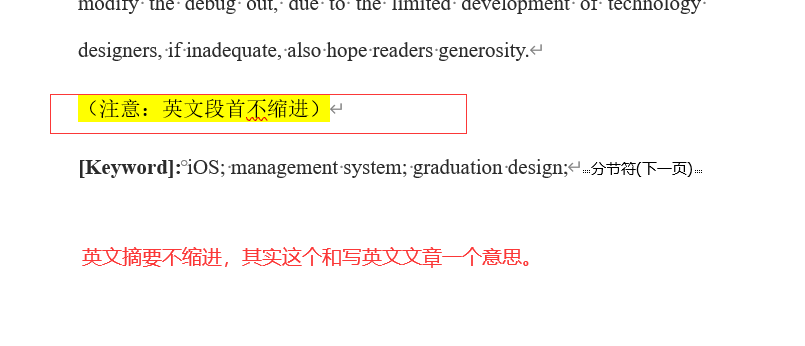 modify the debug out, due to the limited development of technology
designers, if inadequate, also hope readers generosity.
（注意：英文段首不缩进）
[Keyword]: iOS; management system; graduation design; 分节符(下一页)
英文摘要不缩进，其实这个和写英文文章一个意思。